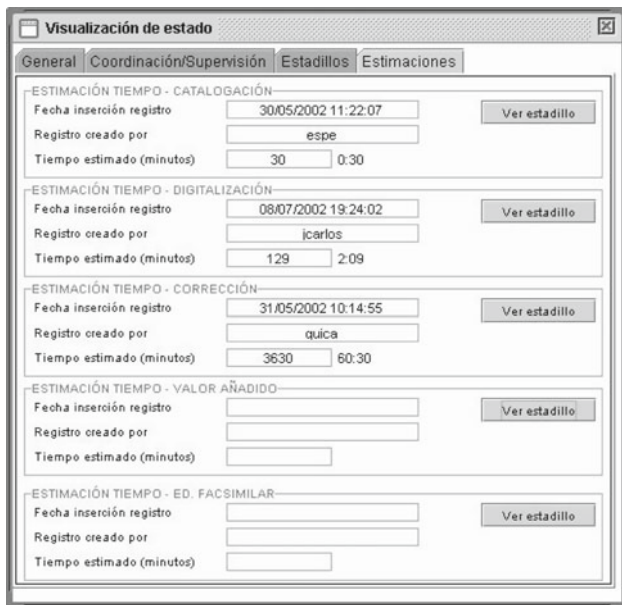 Visualización de estado
General Coordinación/Supervisión Estadillos Estimaciones
ESTIMACIÓN TIEMPO - CATALOGACIÓN
Fecha inserción registro 30/05/2002 11:22:07 Ver estadillo
Registro creado por espe
Tiempo estimado (minutos) 30 0:30
ESTIMACIÓN TIEMPO - DIGITALIZACIÓN
Fecha inserción registro 08/07/2002 19:24:02 Ver estadillo
Registro creado por jcarlos
Tiempo estimado (minutos) 129 2:09
ESTIMACIÓN TIEMPO - CORRECCIÓN
Fecha inserción registro 31/05/2002 10:14:55 Ver estadillo
Registro creado por quica
Tiempo estimado (minutos) 3630 60:30
ESTIMACIÓN TIEMPO - VALOR AÑADIDO
Fecha inserción registro Ver estadillo
Registro creado por
Tiempo estimado (minutos)
ESTIMACIÓN TIEMPO - ED. FACSIMILAR
Fecha inserción registro Ver estadillo
Registro creado por
Tiempo estimado (minutos)